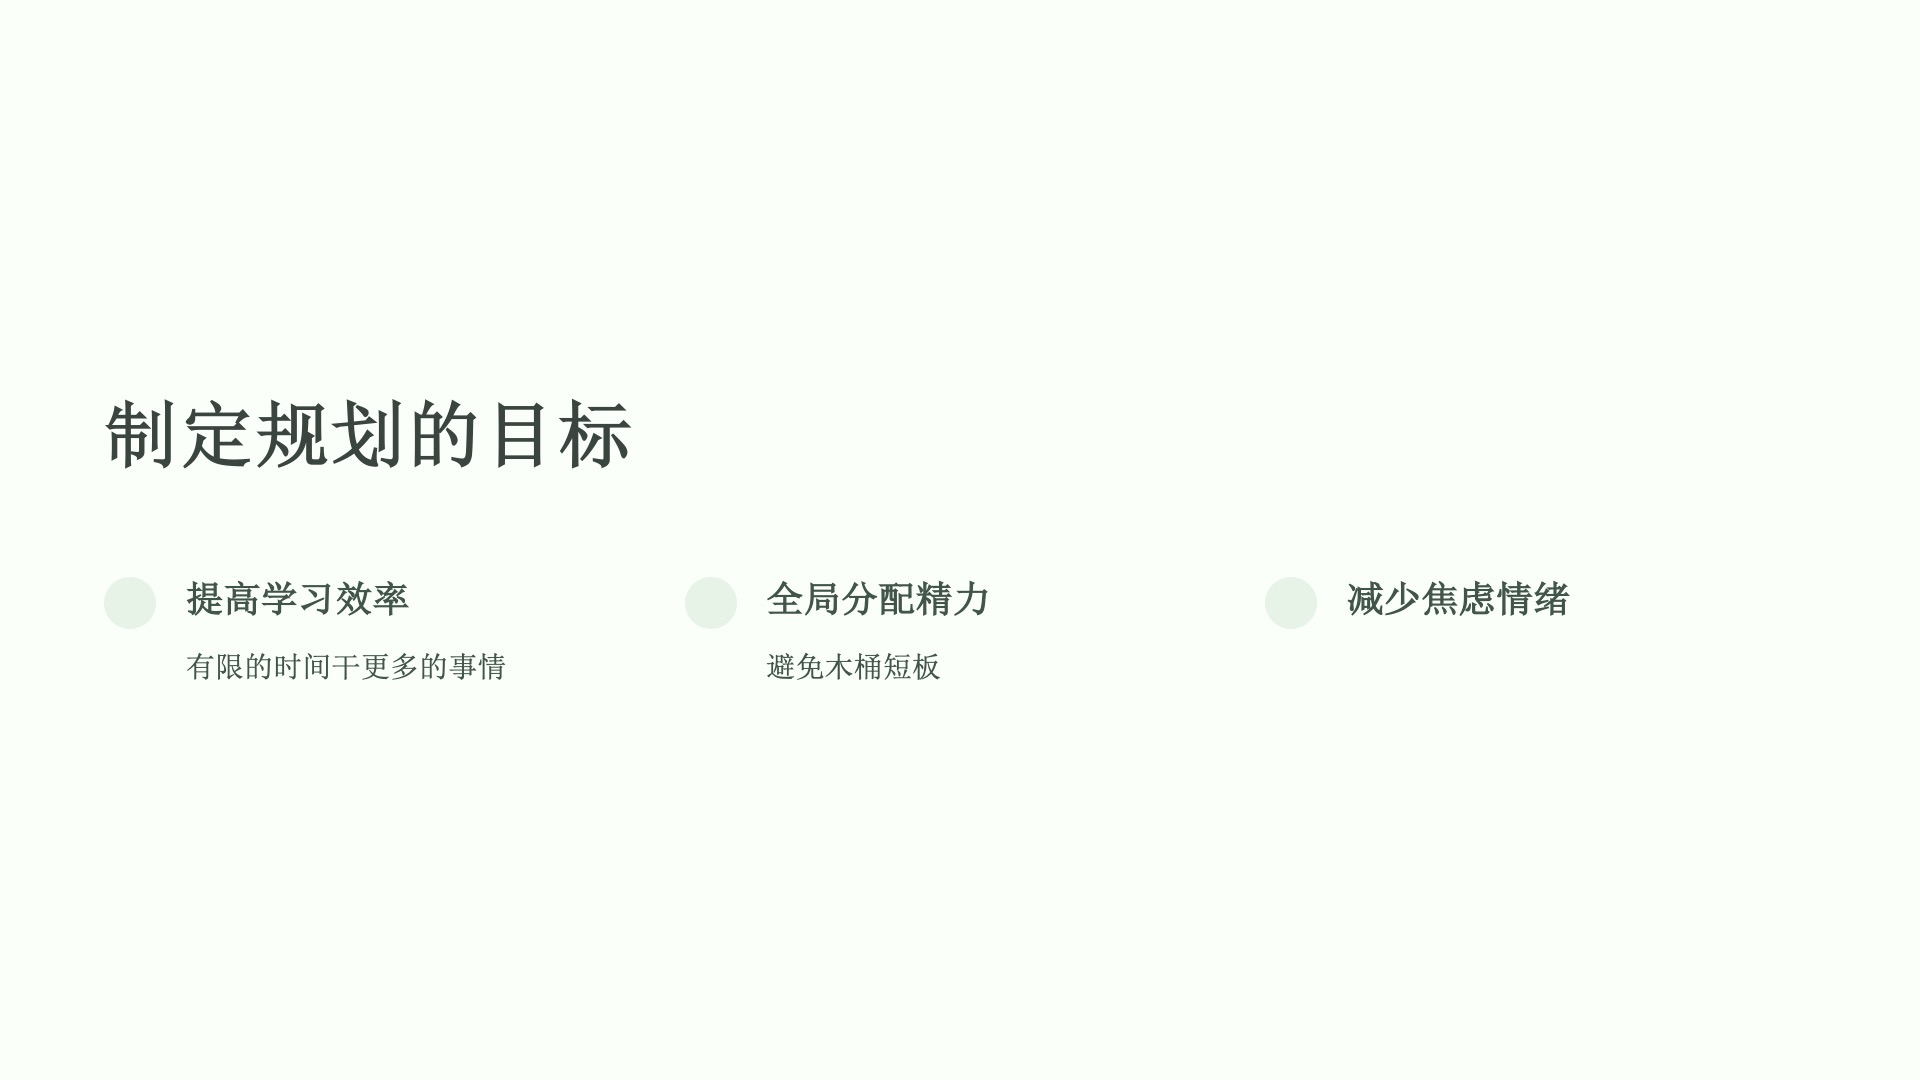 制定规划的目标
提高学习效率
有限的时间干更多的事情
全局分配精力
避免木桶短板
减少焦虑情绪